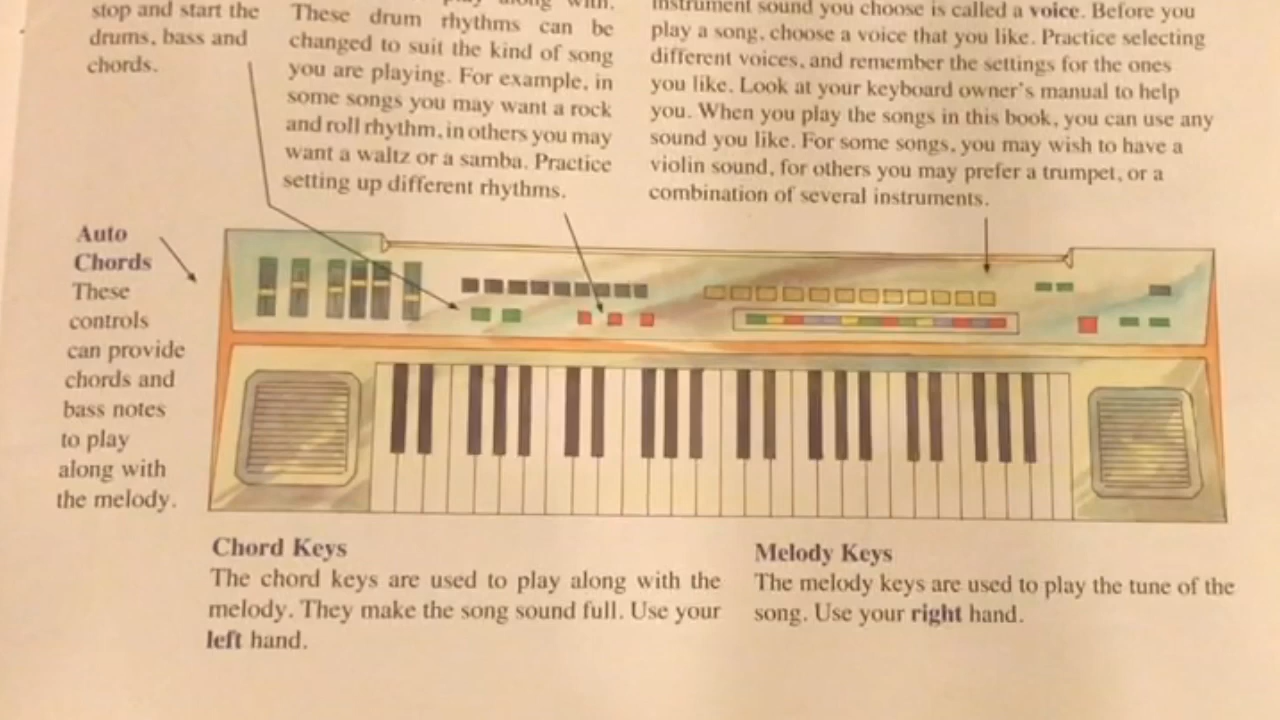 stop and start the
drums, bass and
chords.
play along with.
These drum rhythms can be
changed to suit the kind of song
you are playing. For example, in
some songs you may want a rock
and roll rhythm, in others you may
want a waltz or a samba. Practice
setting up different rhythms.
instrument sound you choose is called a voice. Before you
play a song, choose a voice that you like. Practice selecting
different voices, and remember the settings for the ones
you like. Look at your keyboard owner's manual to help
you. When you play the songs in this book, you can use any
sound you like. For some songs, you may wish to have a
violin sound, for others you may prefer a trumpet, or a
combination of several instruments.
Auto
Chords
These
controls
can provide
chords and
bass notes
to play
along with
the melody.
Chord Keys
The chord keys are used to play along with the
melody. They make the song sound full. Use your
left hand.
Melody Keys
The melody keys are used to play the tune of the
song. Use your right hand.